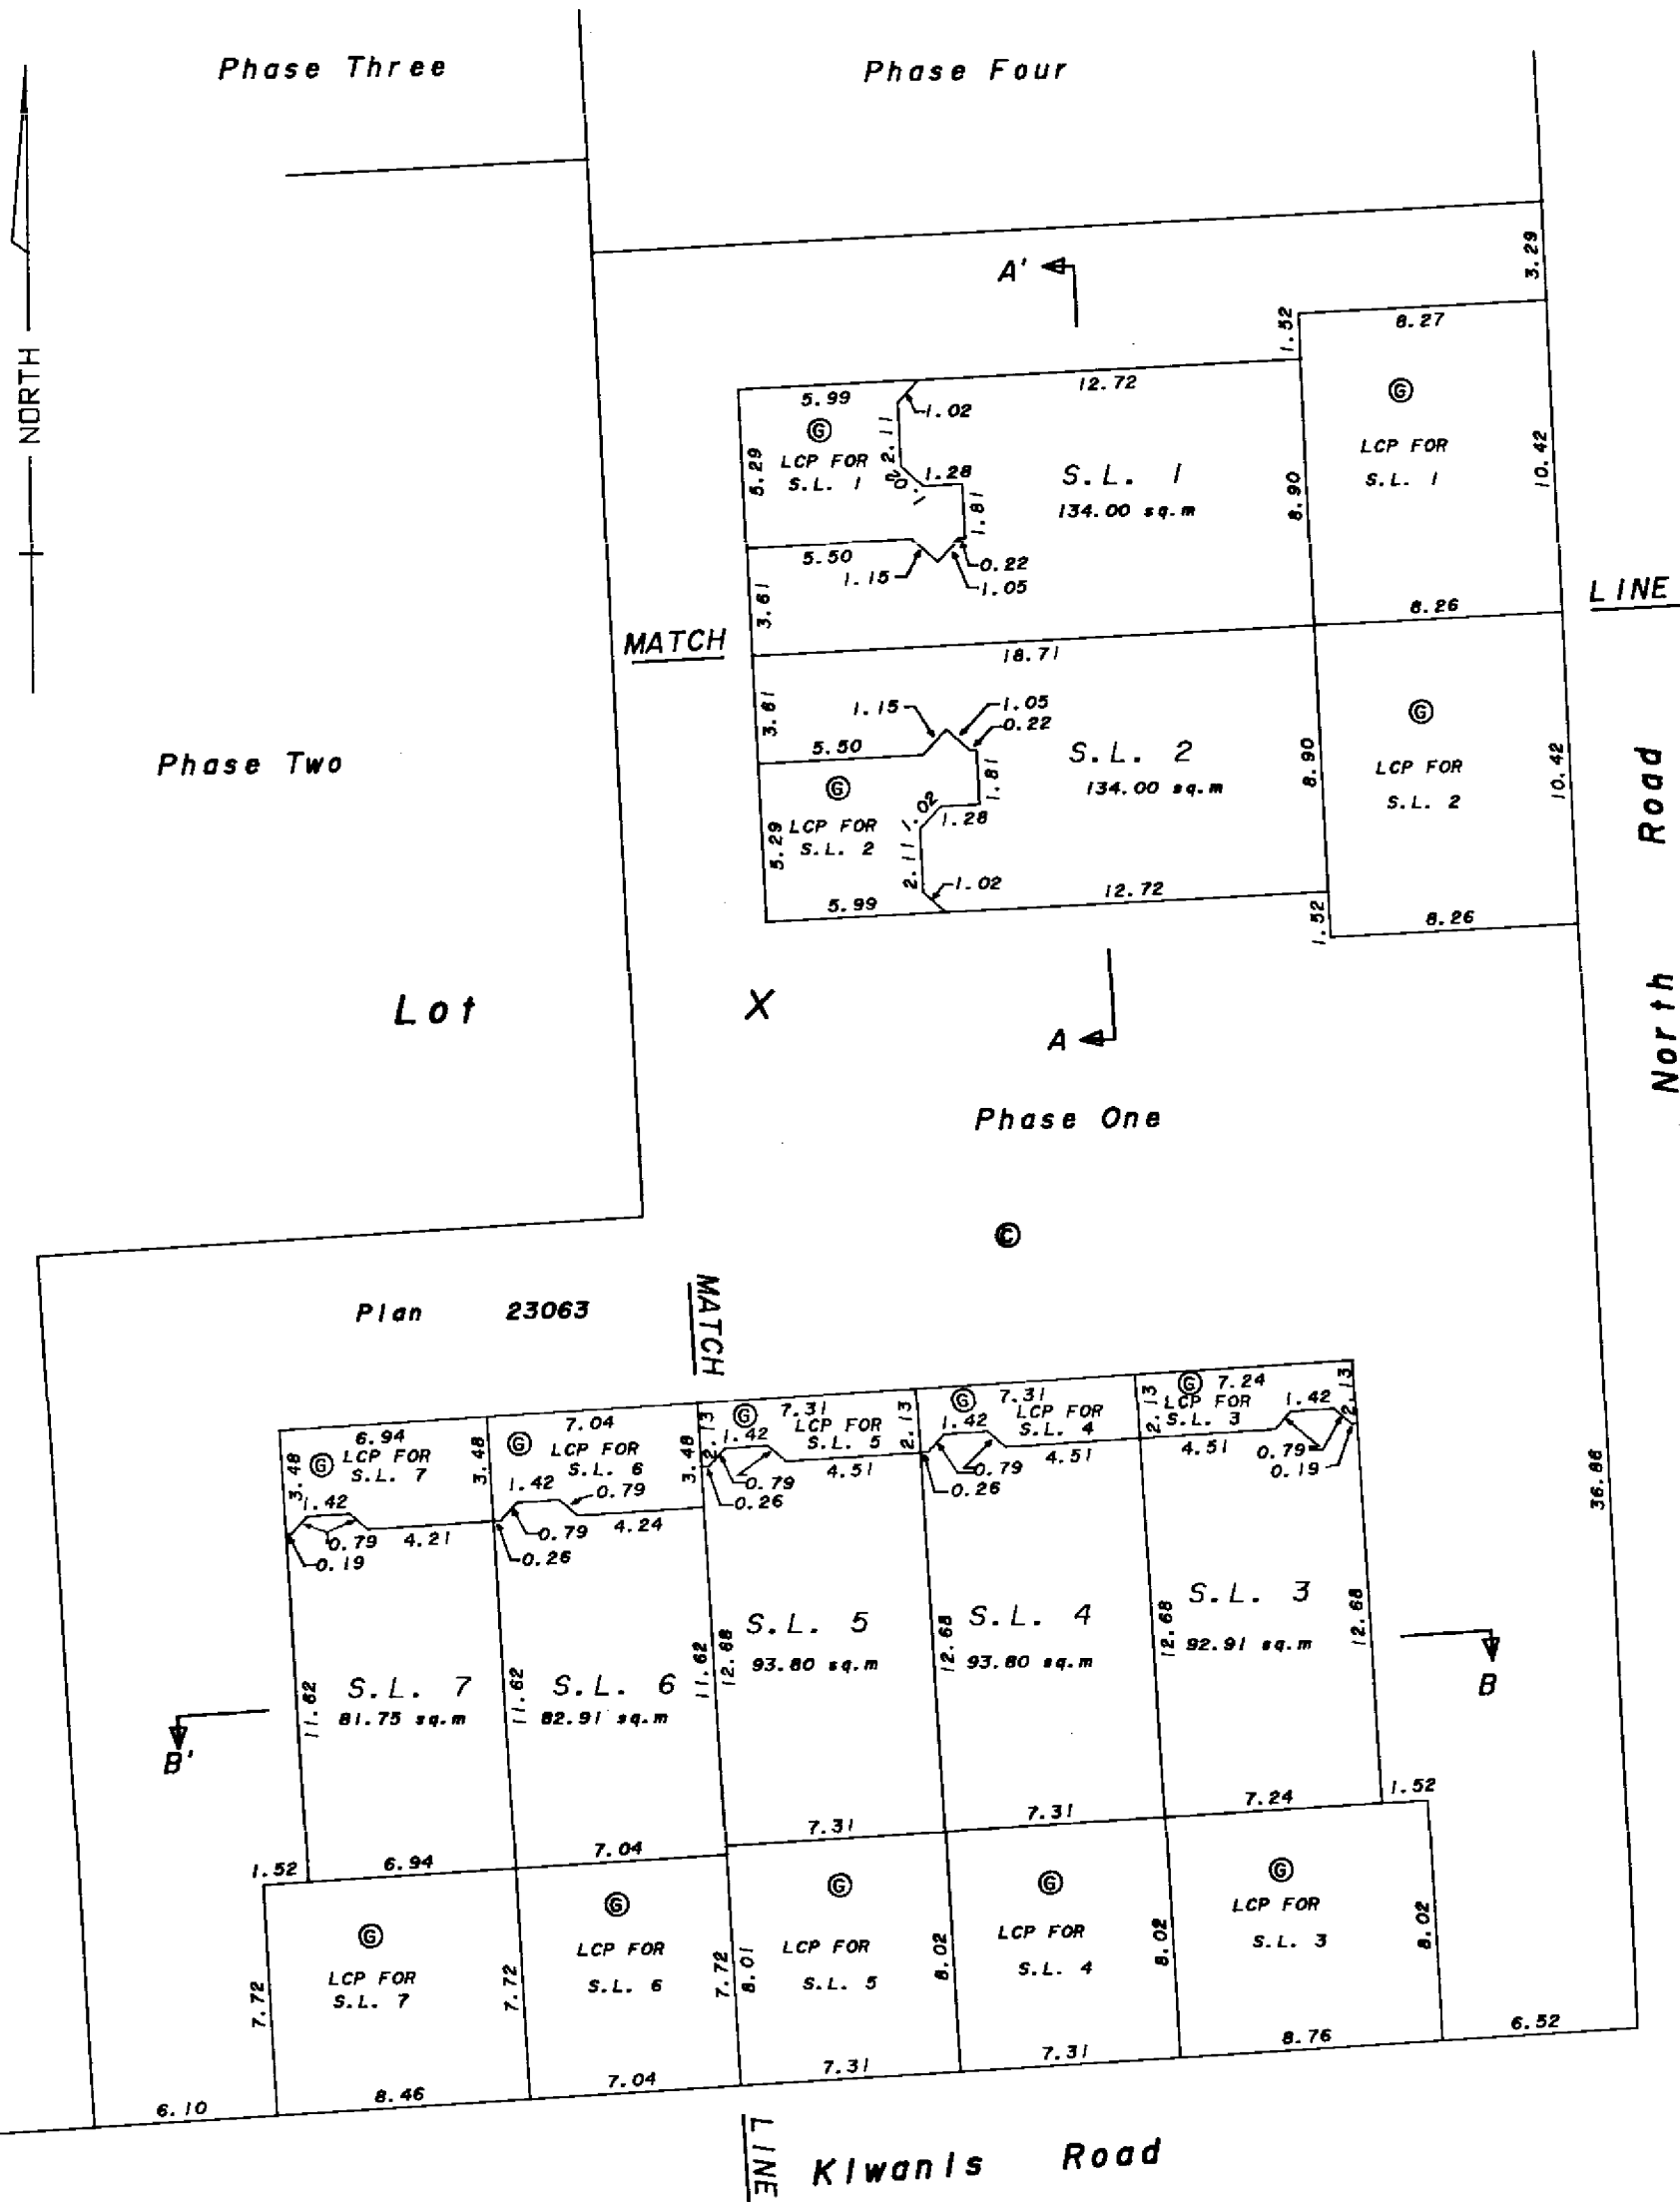 Phase Three
Phase Four
NORTH
A'
3.29
1.52
8.27
5.99
12.72
G
G
1.02
LCP FOR
S.L. 1
5.29
2.11
1.02
1.28
1.81
S.L. 1
134.00 sq.m
8.90
LCP FOR
S.L. 1
10.42
5.50
1.15
0.22
1.05
3.61
8.26
MATCH
LINE
18.71
3.61
1.15
1.05
0.22
G
5.50
S.L. 2
134.00 sq.m
8.90
LCP FOR
S.L. 2
10.42
Phase Two
G
LCP FOR
S.L. 2
5.29
1.02
1.28
1.81
2.11
1.02
5.99
12.72
1.52
8.26
North Road
Lot X
A
Phase One
C
36.86
Plan 23063
MATCH
6.94
7.04
7.31
7.31
7.24
G
LCP FOR
S.L. 7
G
LCP FOR
S.L. 6
G
LCP FOR
S.L. 5
G
LCP FOR
S.L. 4
G
LCP FOR
S.L. 3
3.48
3.48
3.48
2.13
2.13
2.13
2.13
1.42
1.42
1.42
1.42
1.42
0.79
0.19
4.21
0.79
0.79
0.26
4.24
0.79
0.26
4.51
0.79
0.26
4.51
4.51
0.79
0.19
S.L. 7
81.75 sq.m
S.L. 6
82.91 sq.m
S.L. 5
93.80 sq.m
S.L. 4
93.80 sq.m
S.L. 3
92.91 sq.m
11.62
11.62
11.62
12.68
12.68
12.68
12.68
B'
B
1.52
6.94
7.04
7.31
7.31
7.24
1.52
G
LCP FOR
S.L. 7
G
LCP FOR
S.L. 6
G
LCP FOR
S.L. 5
G
LCP FOR
S.L. 4
G
LCP FOR
S.L. 3
7.72
7.72
7.72
8.01
8.02
8.02
8.02
6.10
8.46
7.04
7.31
7.31
8.76
6.52
LINE
Kiwanis Road